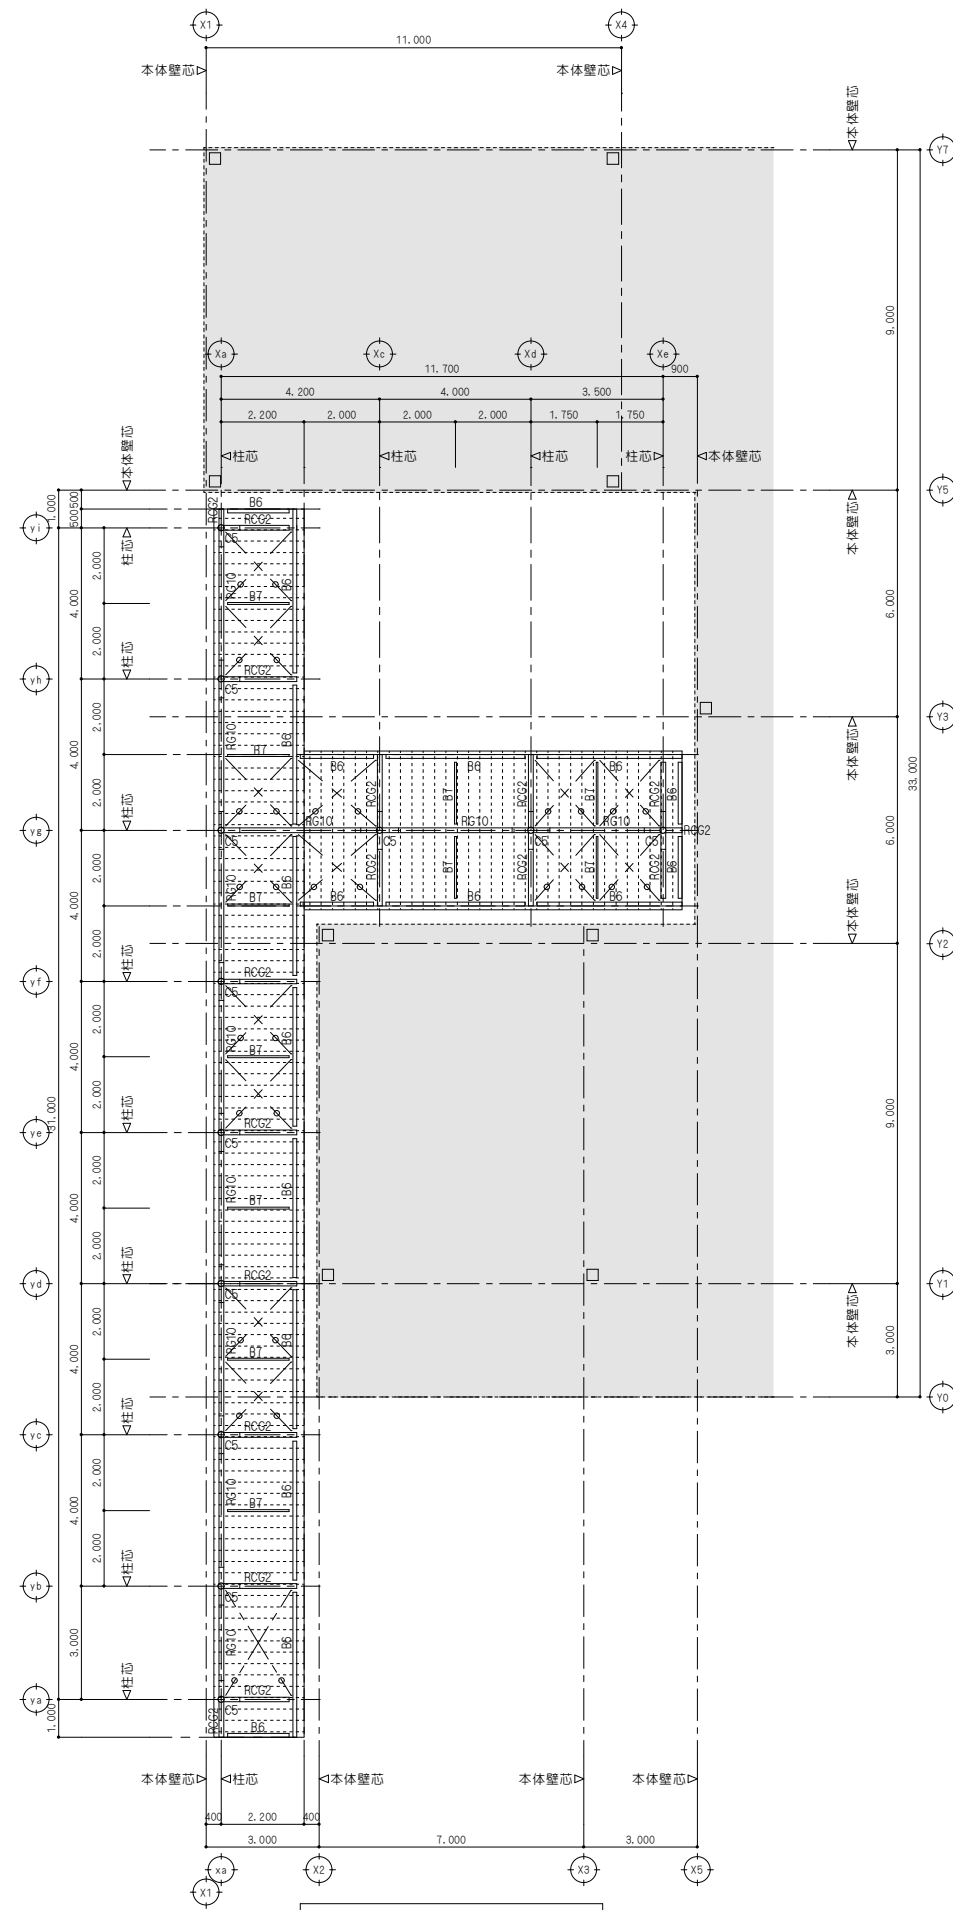 X1
X4
11.000
本体壁芯
本体壁芯
本体壁芯
Y7
9.000
Xa
Xc
Xd
Xe
11.700
900
4.200
4.000
3.500
2.200
2.000
2.000
2.000
1.750
1.750
柱芯
柱芯
柱芯
柱芯
本体壁芯
本体壁芯
本体壁芯
Y5
1.000
500
500
RCG2
B6
RCG2
C5
yi
柱芯
2.000
4.000
2.000
RG10
B6
B7
柱芯
RCG2
C5
yh
6.000
2.000
4.000
2.000
RG10
B6
B7
Y3
本体壁芯
33.000
B6
B6
B6
RCG2
B7
RCG2
B7
RCG2
B6
柱芯
yg
RG10
RG10
RG10
RCG2
C5
C5
C5
C5
6.000
2.000
4.000
2.000
RG10
B6
B7
RCG2
B7
RCG2
B7
RCG2
B6
B6
B6
本体壁芯
Y2
柱芯
yf
RCG2
C5
2.000
4.000
2.000
RG10
B6
B7
31.000
9.000
柱芯
ye
RCG2
C5
2.000
4.000
2.000
RG10
B6
B7
柱芯
yd
RCG2
C5
Y1
本体壁芯
3.000
2.000
4.000
2.000
RG10
B6
B7
Y0
柱芯
yc
RCG2
C5
2.000
4.000
2.000
RG10
B6
B7
柱芯
yb
RCG2
C5
3.000
RG10
B6
柱芯
ya
RCG2
C5
1.000
RCG2
B6
本体壁芯
柱芯
本体壁芯
本体壁芯
本体壁芯
400
2.200
400
3.000
7.000
3.000
xa
X2
X3
X5
X1